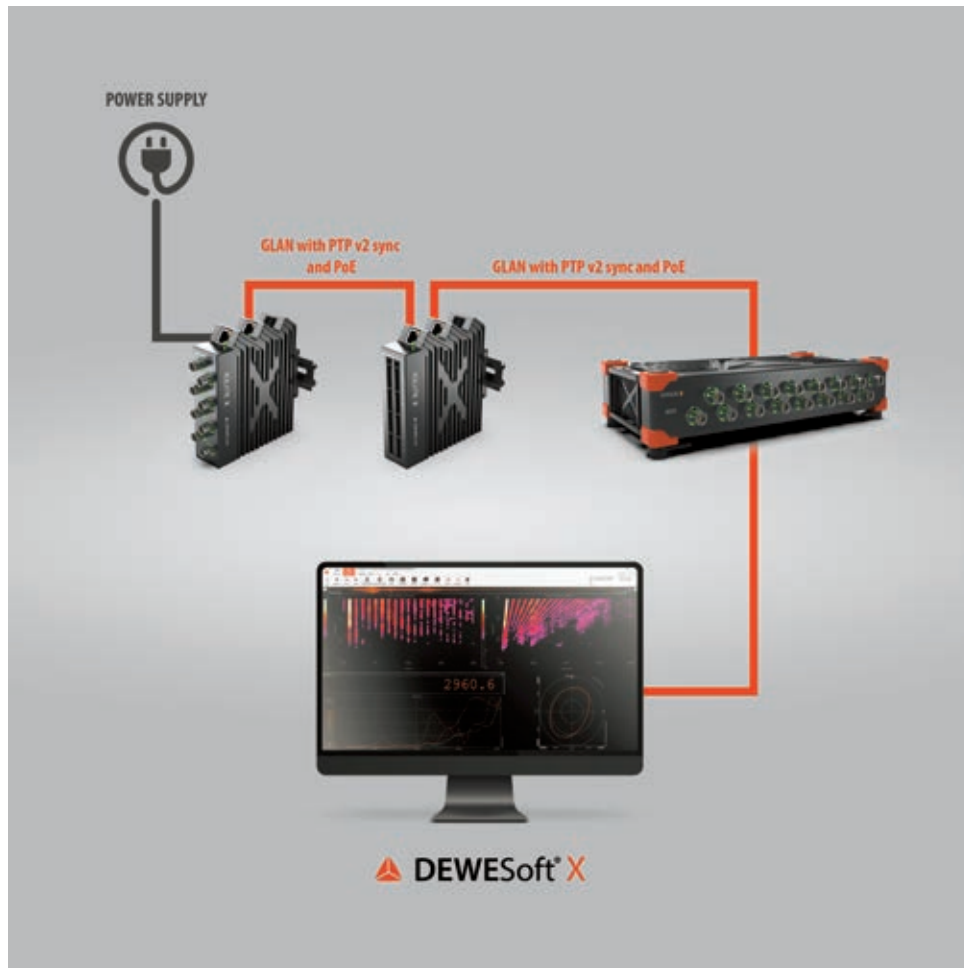 POWER SUPPLY
GLAN with PTP v2 sync
and PoE
GLAN with PTP v2 sync and PoE
2960.6
DEWESoft® X